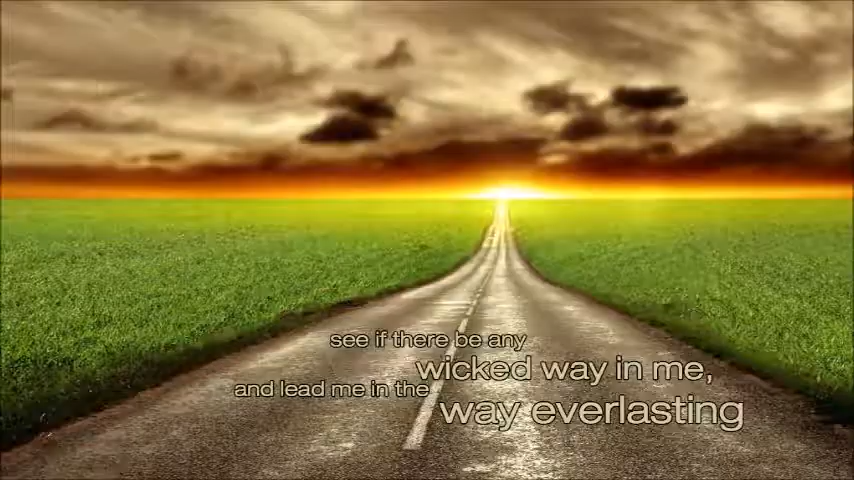 see if there be any
wicked way in me,
and lead me in the
way everlasting